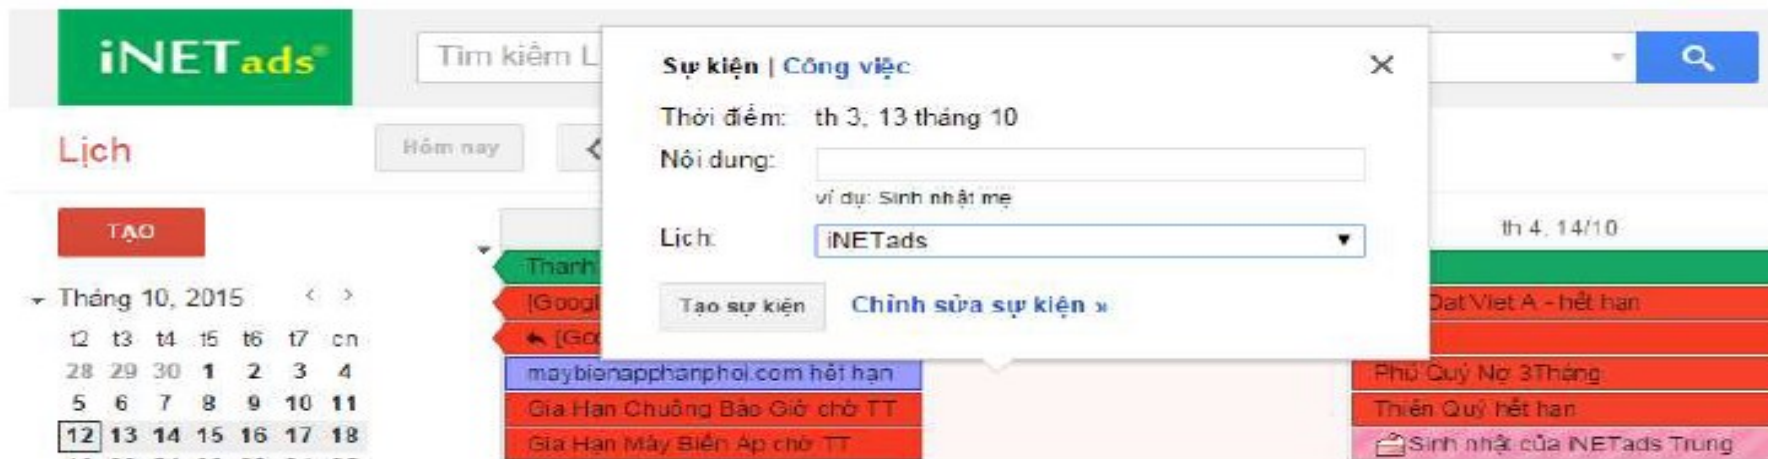 iNETads®
Tìm kiếm L
Sự kiện | Công việc
Thời điểm: th 3, 13 tháng 10
Nội dung:
ví dụ: Sinh nhật mẹ
Lịch: iNETads
Tạo sự kiện Chỉnh sửa sự kiện »
Lịch
Hôm nay
TẠO
Tháng 10, 2015
t2 t3 t4 t5 t6 t7 cn
28 29 30 1 2 3 4
5 6 7 8 9 10 11
12 13 14 15 16 17 18
th 4, 14/10
Thanh
[Googl
[Goo
maybienapphanphoi.com hết hạn
Gia Hạn Chuông Báo Giờ chờ TT
Gia Hạn Máy Biến Áp chờ TT
Dat Viet A - hết hạn
Phú Quý Nợ 3Tháng
Thiên Quý hết hạn
Sinh nhật của iNETads Trung